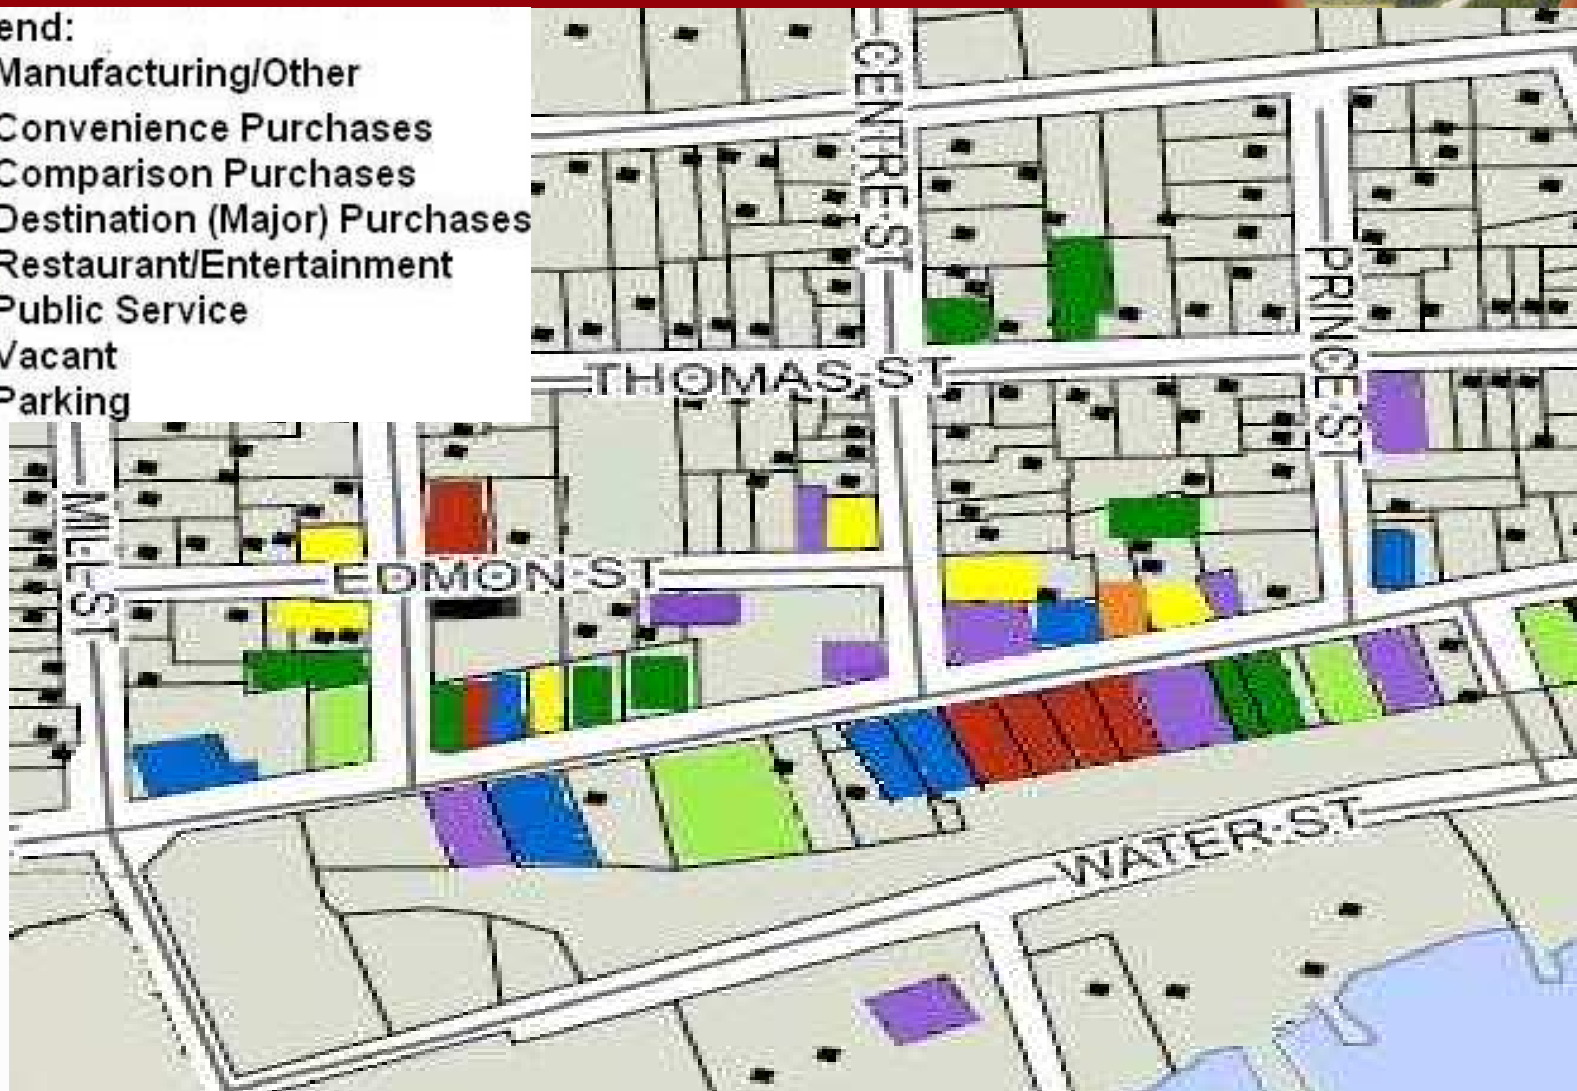 end:
Manufacturing/Other
Convenience Purchases
Comparison Purchases
Destination (Major) Purchases
Restaurant/Entertainment
Public Service
Vacant
Parking
CENTRE-ST
PRINCE-ST
THOMAS-ST
MILL-ST
EDMON-ST
WATER-ST